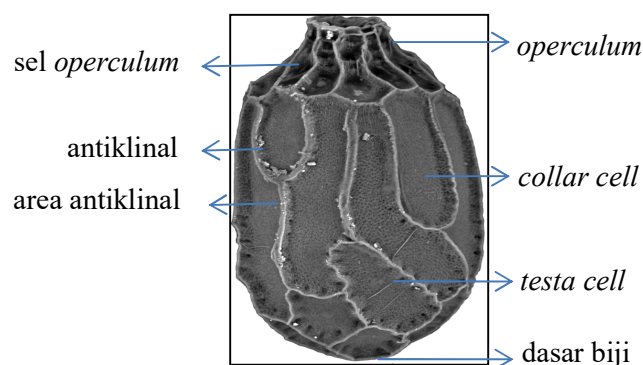 sel operculum
operculum
antiklinal
area antiklinal
collar cell
testa cell
dasar biji